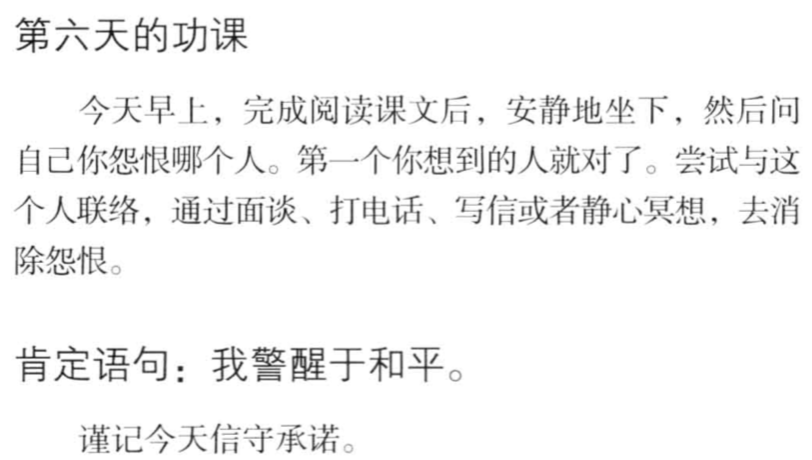 第六天的功课
今天早上，完成阅读课文后，安静地坐下，然后问
自己你怨恨哪个人。第一个你想到的人就对了。尝试与这
个人联络，通过面谈、打电话、写信或者静心冥想，去消
除怨恨。
肯定语句：我警醒于和平。
谨记今天信守承诺。